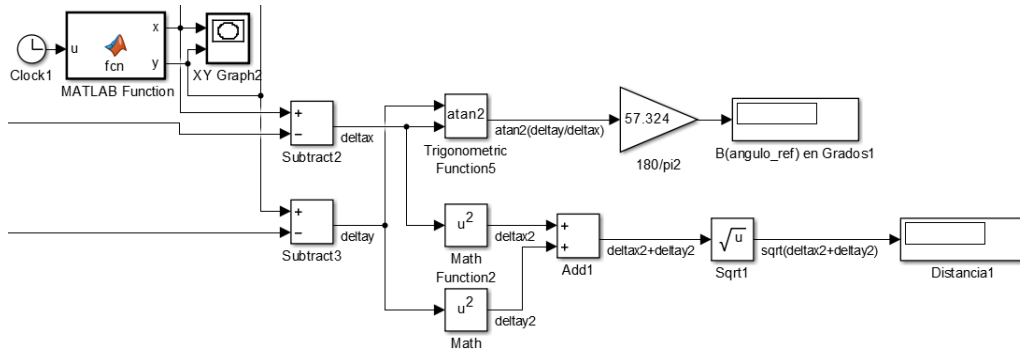 x
u
fcn
y
Clock1
XY Graph2
MATLAB Function
+
−
Subtract2
deltax
atan2
Trigonometric
Function5
atan2(deltay/deltax)
57.324
180/pi2
B(angulo_ref) en Grados1
+
−
Subtract3
deltay
u²
Math
Function2
deltax2
u²
Math
deltay2
+
+
Add1
deltax2+deltay2
√u
Sqrt1
sqrt(deltax2+deltay2)
Distancia1